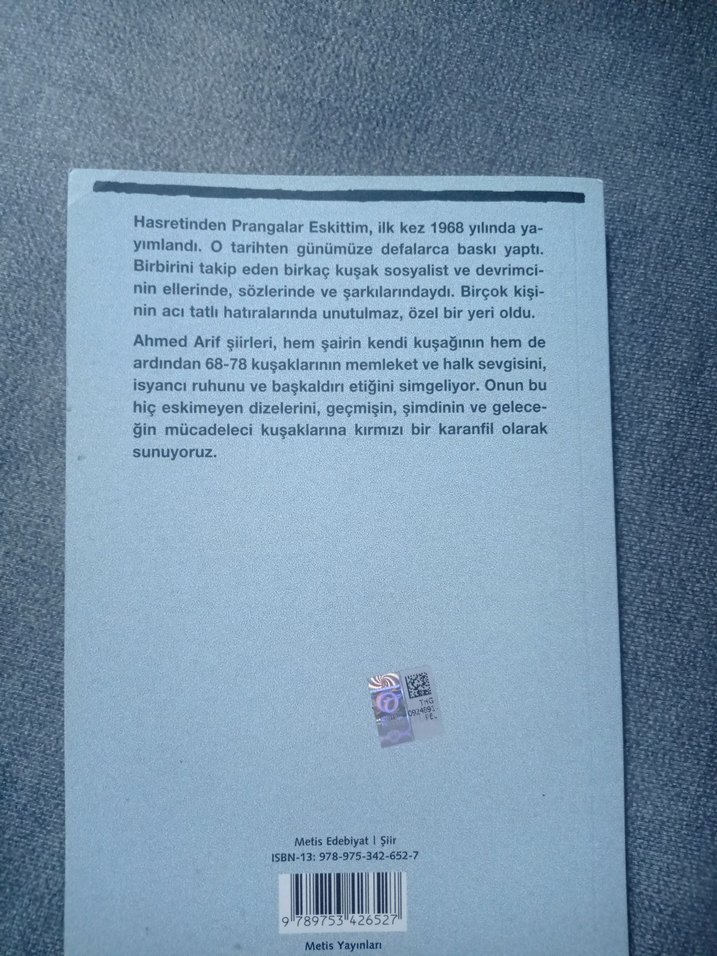 Hasretinden Prangalar Eskittim, ilk kez 1968 yılında ya-
yımlandı. O tarihten günümüze defalarca baskı yaptı.
Birbirini takip eden birkaç kuşak sosyalist ve devrimci-
nin ellerinde, sözlerinde ve şarkılarındaydı. Birçok kişi-
nin acı tatlı hatıralarında unutulmaz, özel bir yeri oldu.
Ahmed Arif şiirleri, hem şairin kendi kuşağının hem de
ardından 68-78 kuşaklarının memleket ve halk sevgisini,
isyancı ruhunu ve başkaldırı etiğini simgeliyor. Onun bu
hiç eskimeyen dizelerini, geçmişin, şimdinin ve gelece-
ğin mücadeleci kuşaklarına kırmızı bir karanfil olarak
sunuyoruz.
Metis Edebiyat | Şiir
ISBN-13: 978-975-342-652-7
9 789753 426527
Metis Yayınları